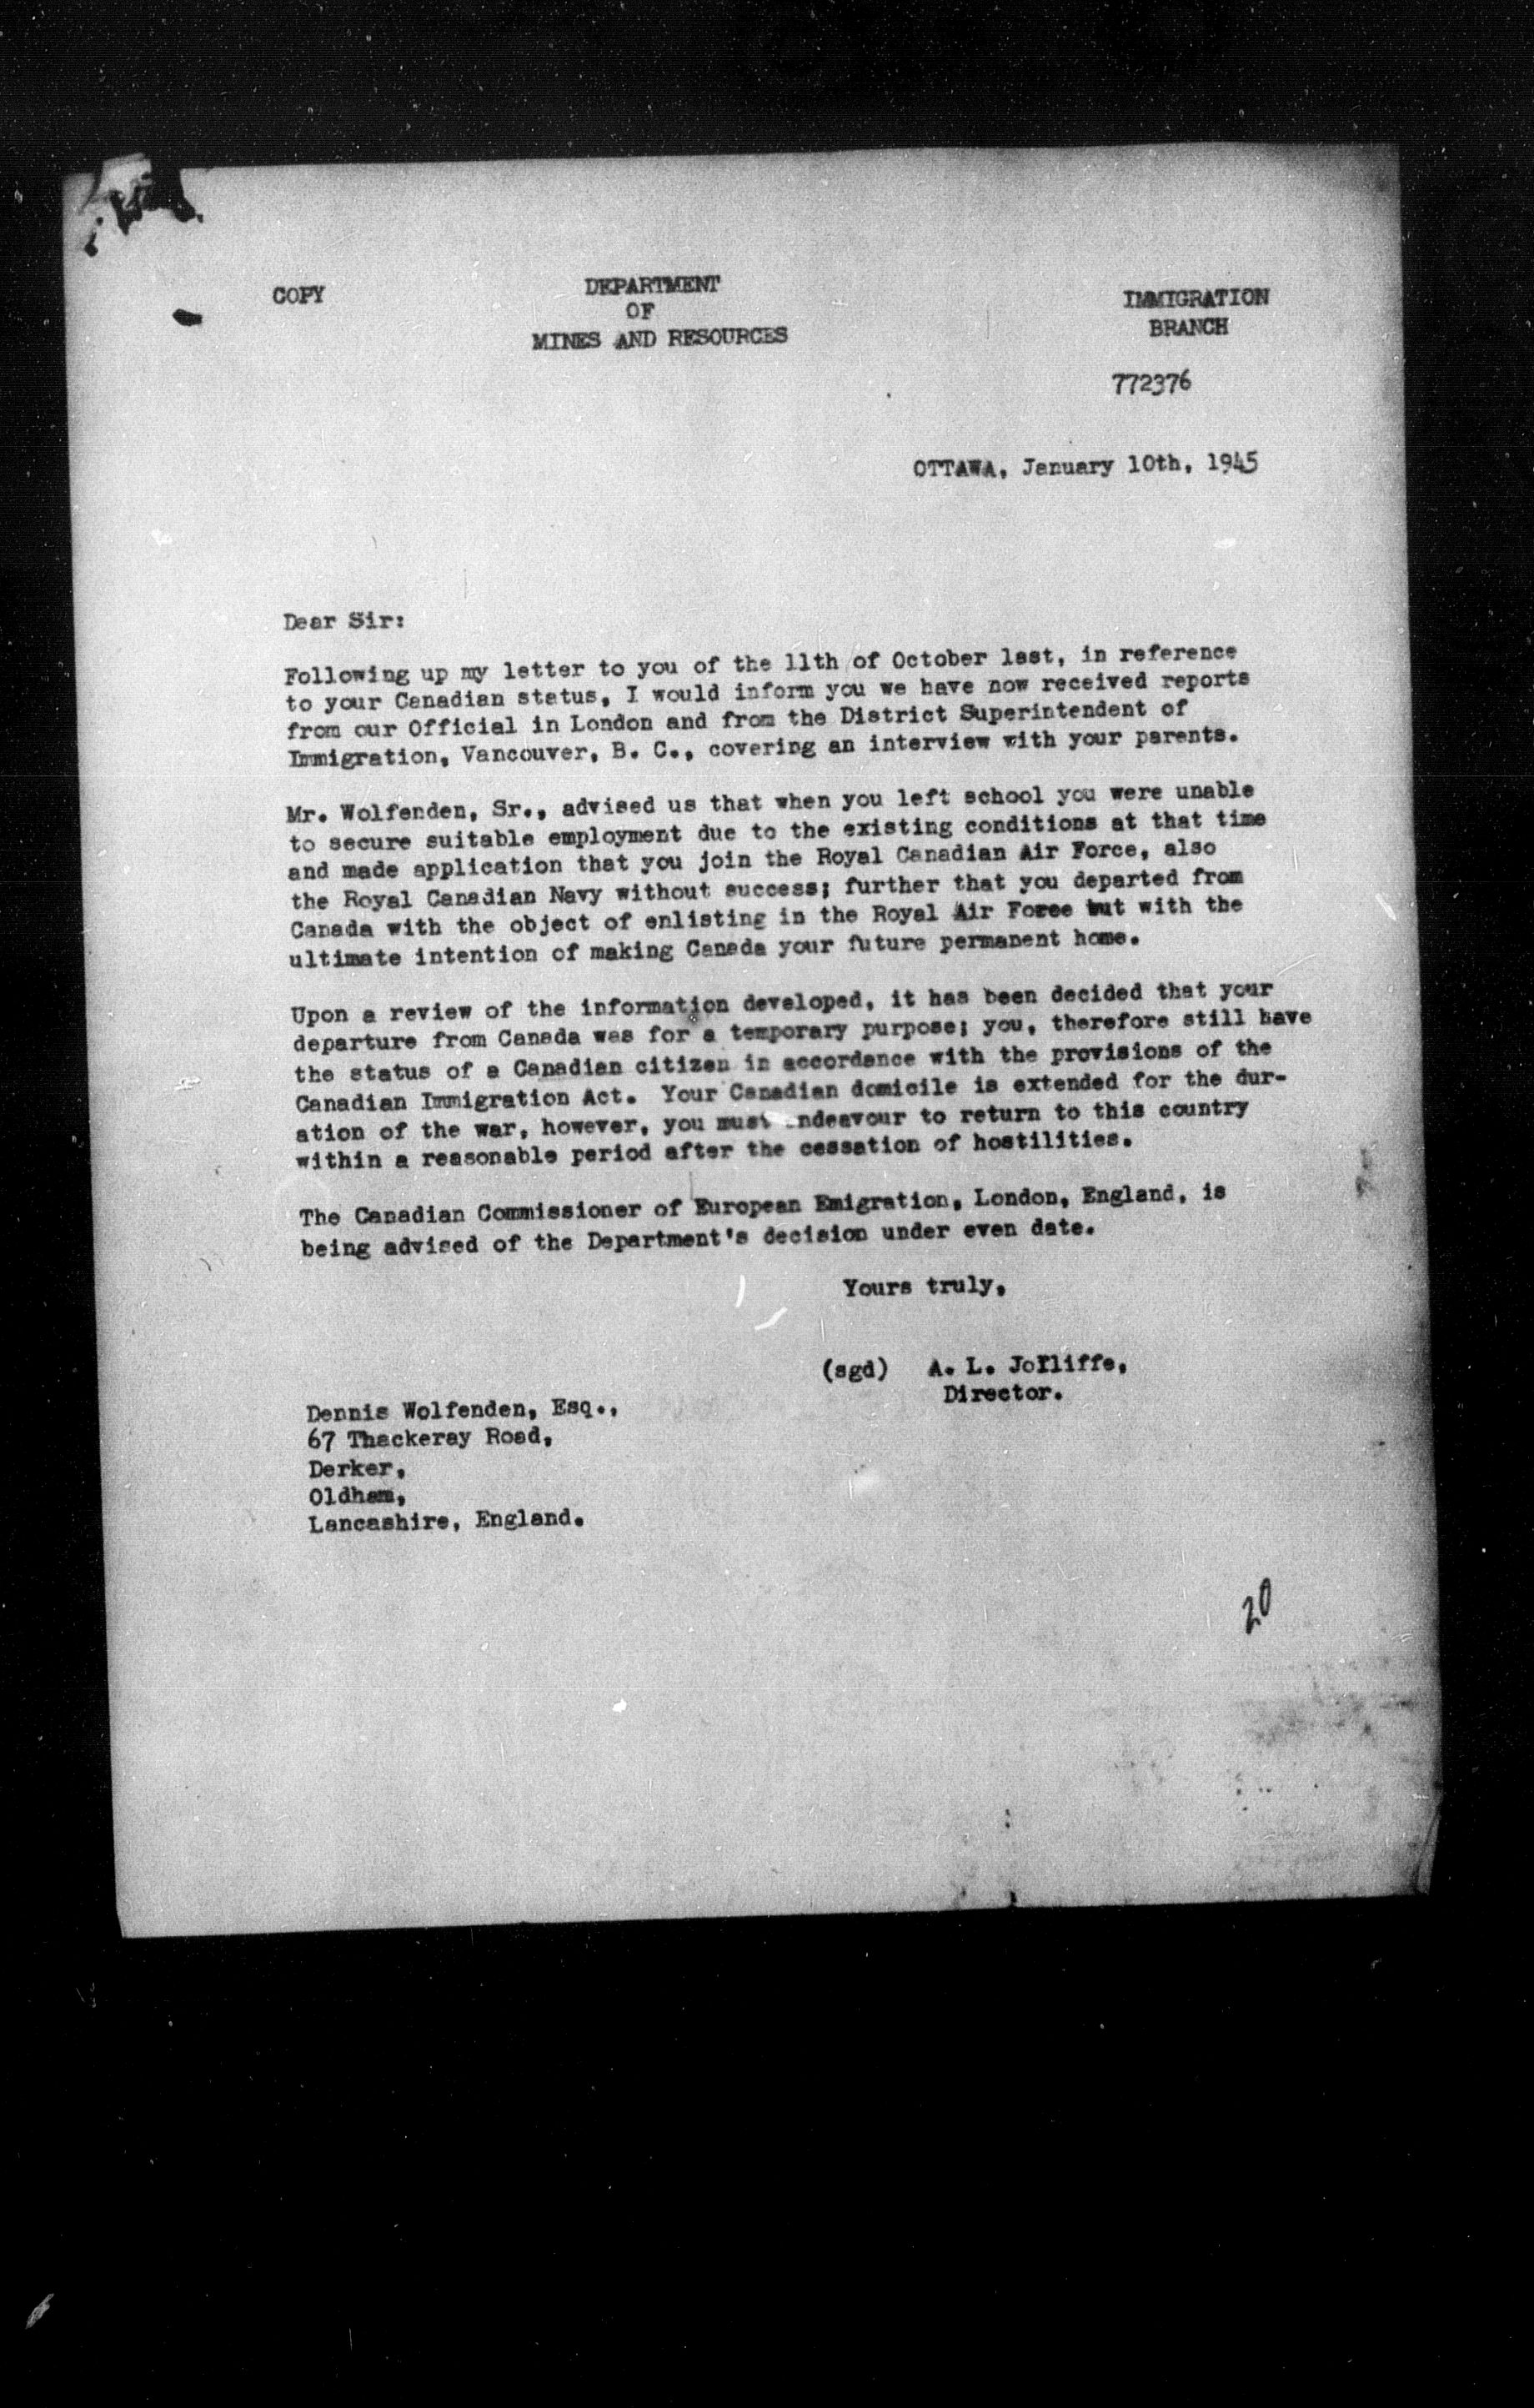 COPY
DEPARTMENT
OF
MINES AND RESOURCES
IMMIGRATION
BRANCH
772376
OTTAWA, January 10th, 1945
Dear Sir:
Following up my letter to you of the 11th of October last, in reference
to your Canadian status, I would inform you we have now received reports
from our Official in London and from the District Superintendent of
Immigration, Vancouver, B. C., covering an interview with your parents.
Mr. Wolfenden, Sr., advised us that when you left school you were unable
to secure suitable employment due to the existing conditions at that time
and made application that you join the Royal Canadian Air Force, also
the Royal Canadian Navy without success; further that you departed from
Canada with the object of enlisting in the Royal Air Force but with the
ultimate intention of making Canada your future permanent home.
Upon a review of the information developed, it has been decided that your
departure from Canada was for a temporary purpose; you, therefore still have
the status of a Canadian citizen in accordance with the provisions of the
Canadian Immigration Act. Your Canadian domicile is extended for the dur-
ation of the war, however, you must endeavour to return to this country
within a reasonable period after the cessation of hostilities.
The Canadian Commissioner of European Emigration, London, England, is
being advised of the Department's decision under even date.
Yours truly,
(sgd) A. L. Jolliffe,
Director.
Dennis Wolfenden, Esq.,
67 Thackeray Road,
Derker,
Oldham,
Lancashire, England.
20